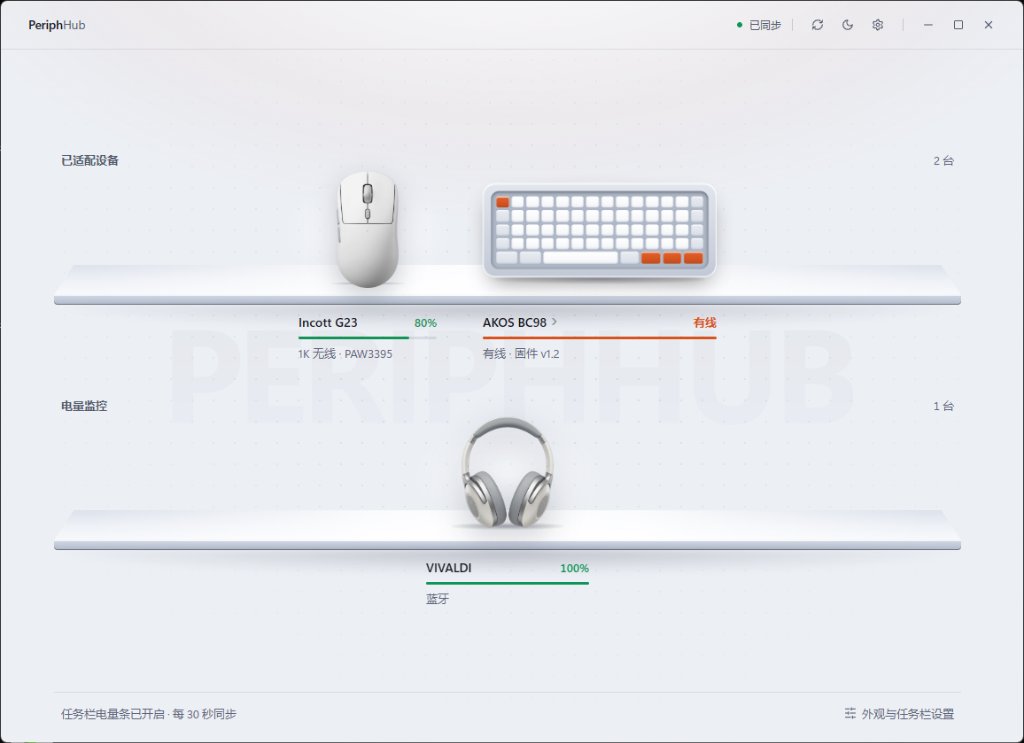 PeriphHub
已同步
已适配设备
2 台
Incott G23 80%
1K 无线 · PAW3395
AKOS BC98 > 有线
有线 · 固件 v1.2
PERIPHHUB
电量监控
1 台
VIVALDI 100%
蓝牙
任务栏电量条已开启 · 每 30 秒同步
外观与任务栏设置